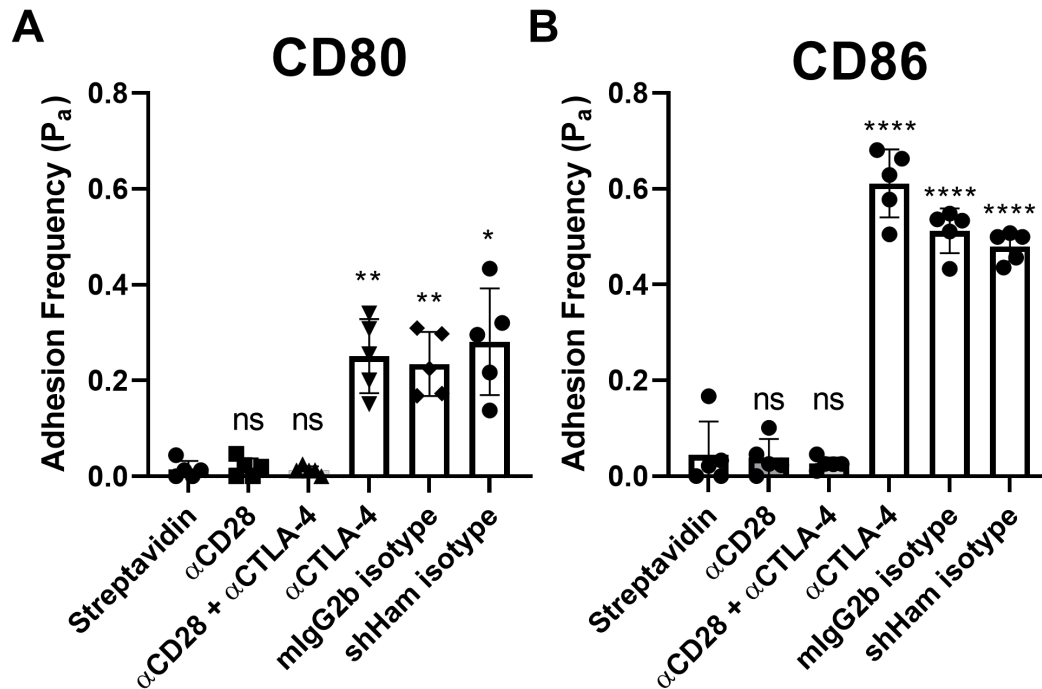 A
CD80
Adhesion Frequency (Pa)
0.8
0.6
0.4
0.2
0.0
ns
ns
**
**
*
Streptavidin
αCD28
αCD28 + αCTLA-4
αCTLA-4
mIgG2b isotype
shHam isotype
B
CD86
Adhesion Frequency (Pa)
0.8
0.6
0.4
0.2
0.0
ns
ns
****
****
****
Streptavidin
αCD28
αCD28 + αCTLA-4
αCTLA-4
mIgG2b isotype
shHam isotype